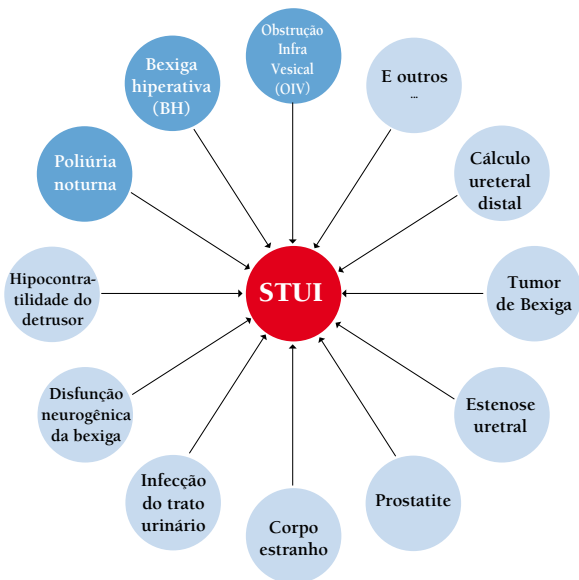 Obstrução
Infra
Vesical
(OIV)
E outros
...
Cálculo
ureteral
distal
Tumor
de Bexiga
Estenose
uretral
Prostatite
Corpo
estranho
Infecção
do trato
urinário
Disfunção
neurogênica
da bexiga
Hipocontra-
tilidade do
detrusor
Poliúria
noturna
Bexiga
hiperativa
(BH)
STUI